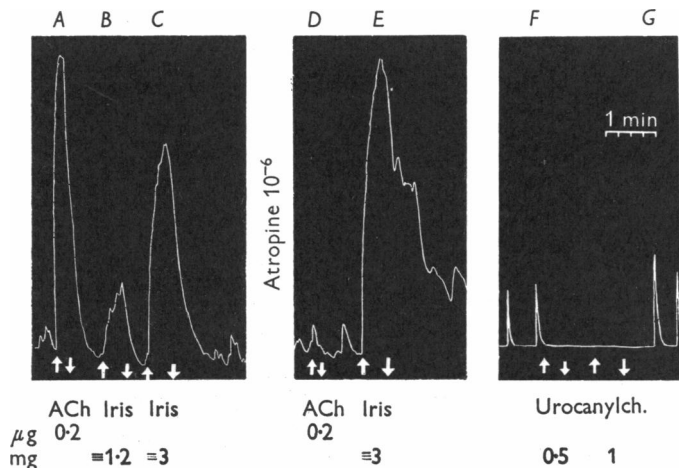 A B C D E F G
1 min
Atropine 10⁻⁶
ACh Iris Iris ACh Iris Urocanylch.
μg 0·2 0·2
mg ≡1·2 ≡3 ≡3 0·5 1